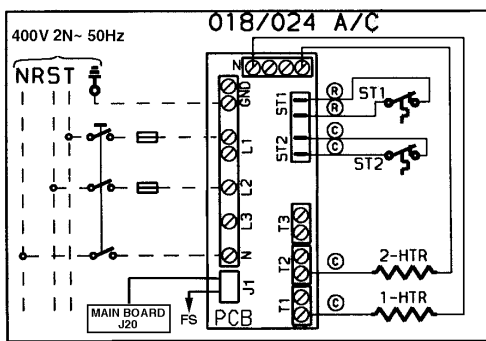 018/024 A/C
400V 2N~ 50Hz
N R S T
N
GND
L1
L2
L3
N
J1
PCB
ST1
ST2
T3
T2
T1
R
R
C
C
ST1
ST2
C
2-HTR
C
1-HTR
MAIN BOARD
J20
FS